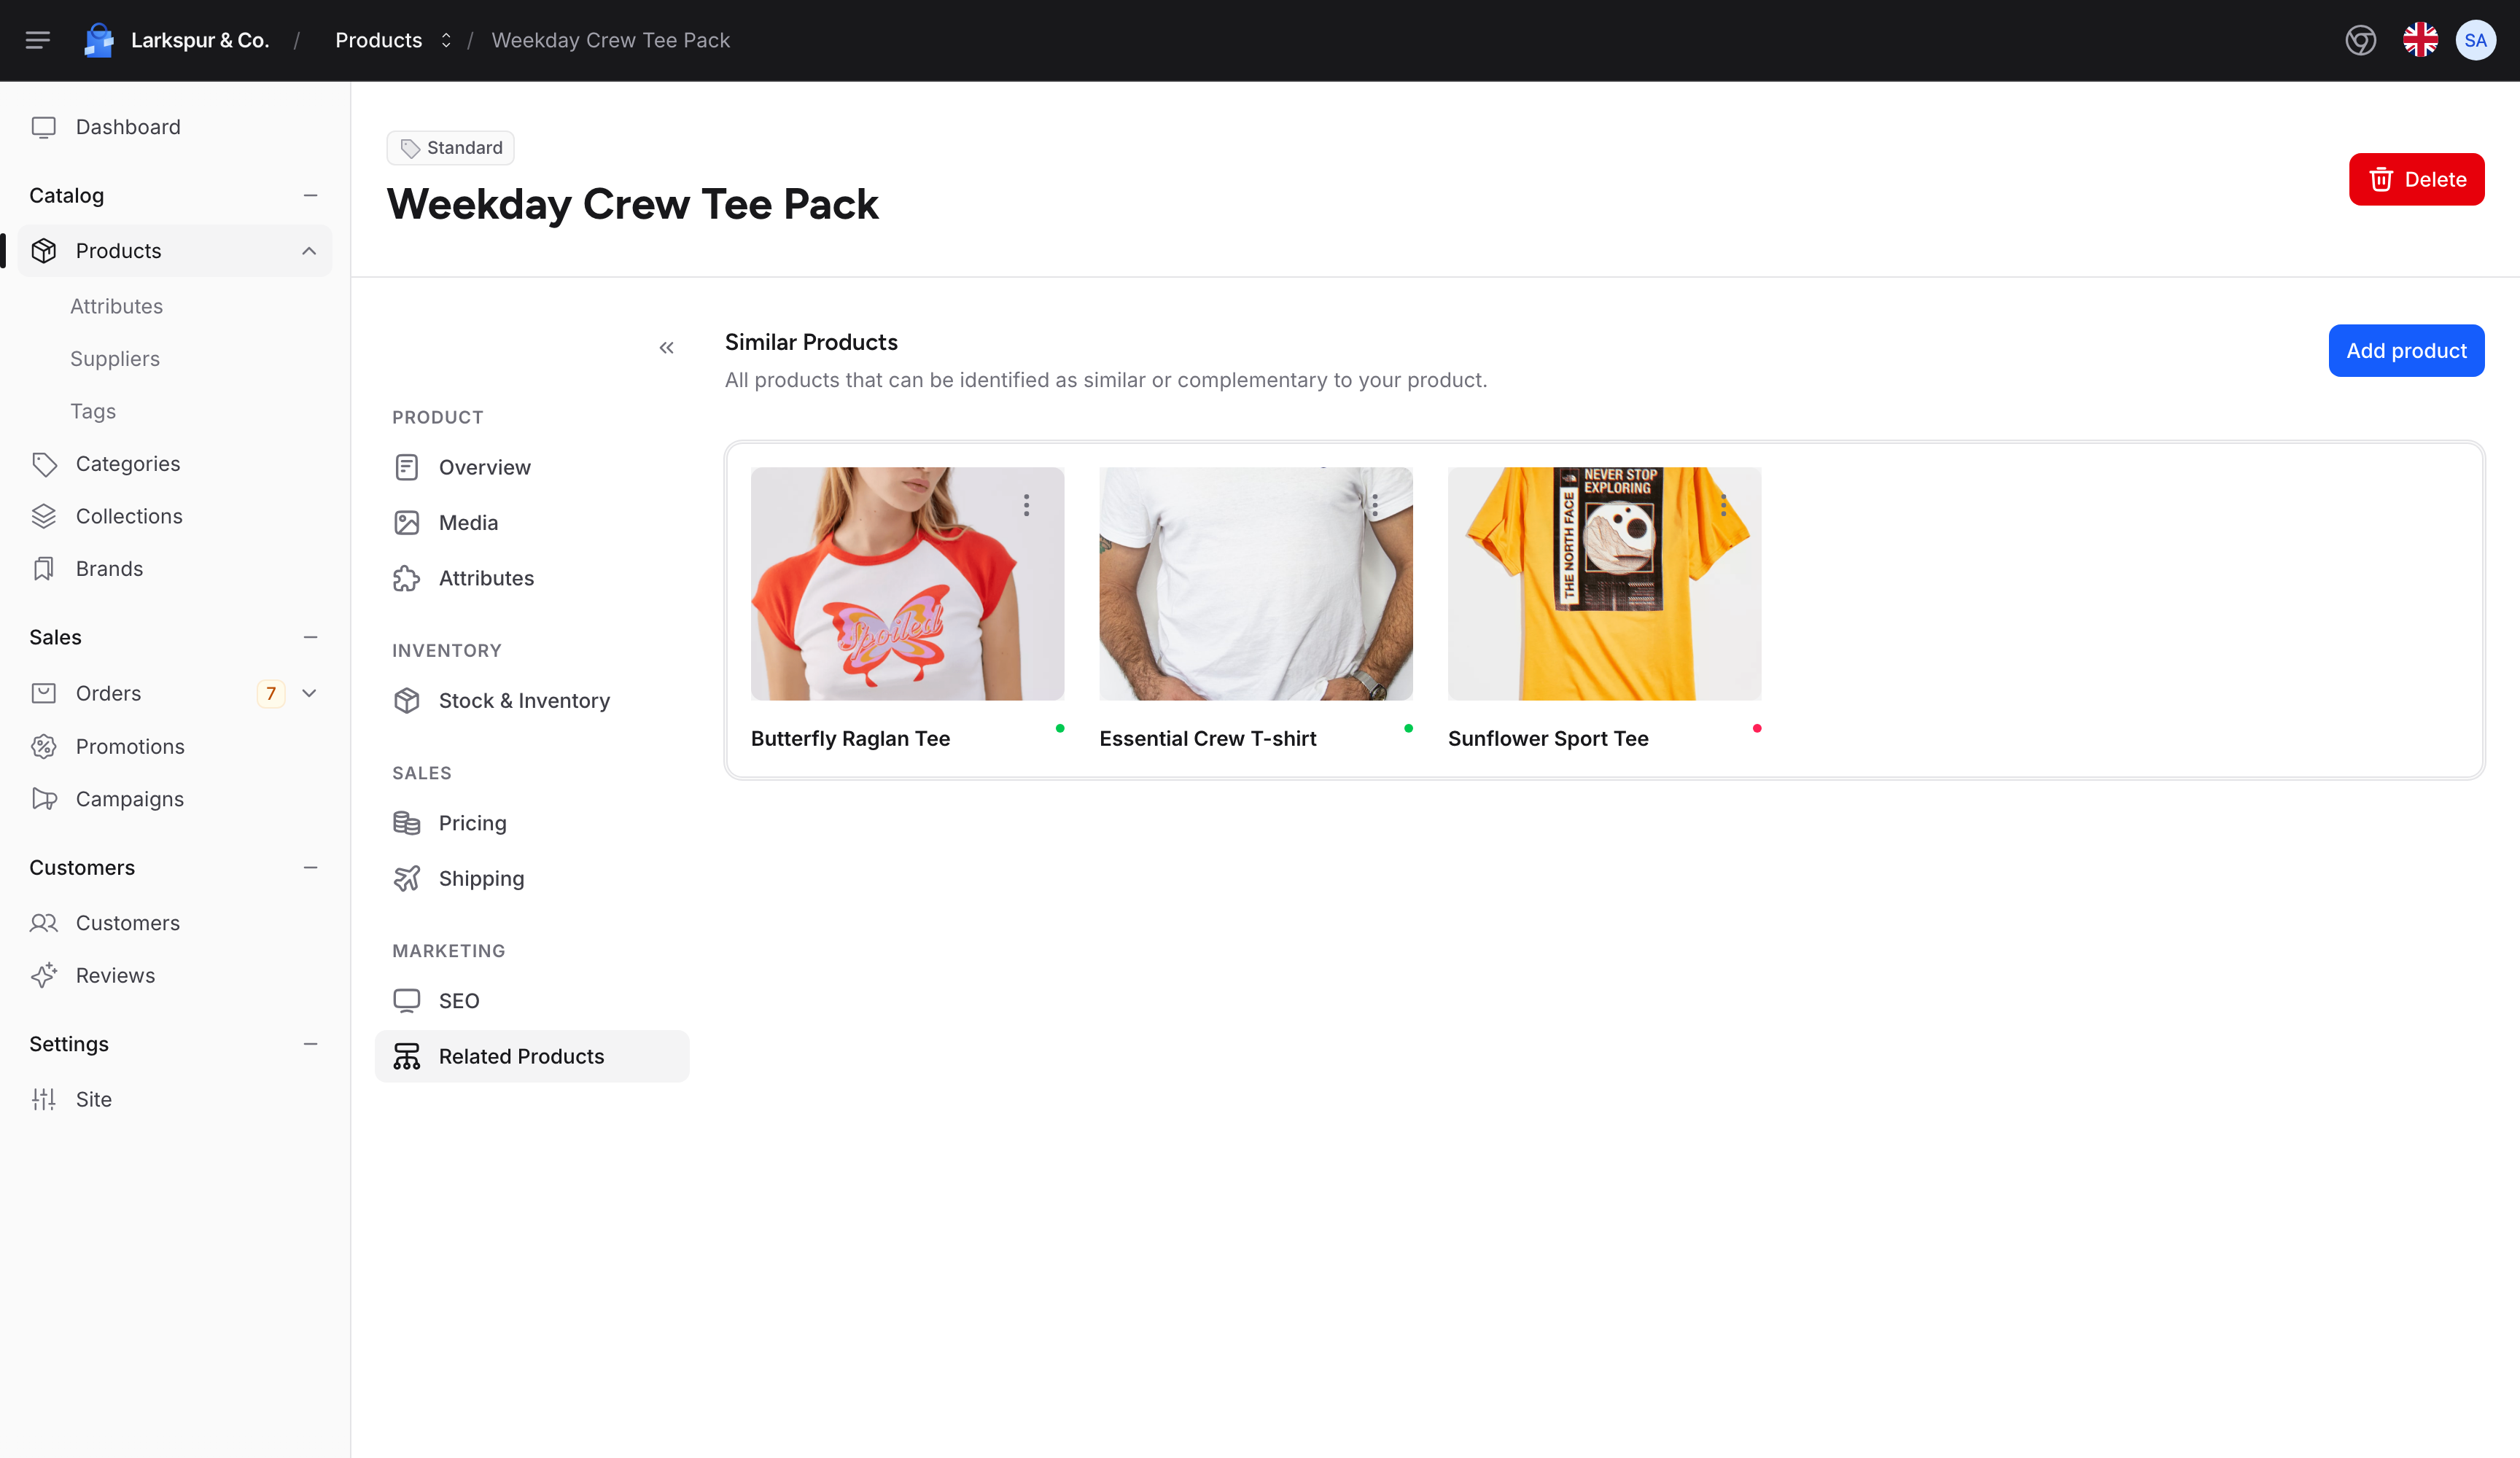 Larkspur & Co. / Products / Weekday Crew Tee Pack
SA
Dashboard
Catalog
Products
Attributes
Suppliers
Tags
Categories
Collections
Brands
Sales
Orders 7
Promotions
Campaigns
Customers
Customers
Reviews
Settings
Site
Standard
Weekday Crew Tee Pack
Delete
PRODUCT
Overview
Media
Attributes
INVENTORY
Stock & Inventory
SALES
Pricing
Shipping
MARKETING
SEO
Related Products
Similar Products
All products that can be identified as similar or complementary to your product.
Add product
Spoiled
NEVER STOP
EXPLORING
THE NORTH FACE
Butterfly Raglan Tee
Essential Crew T-shirt
Sunflower Sport Tee